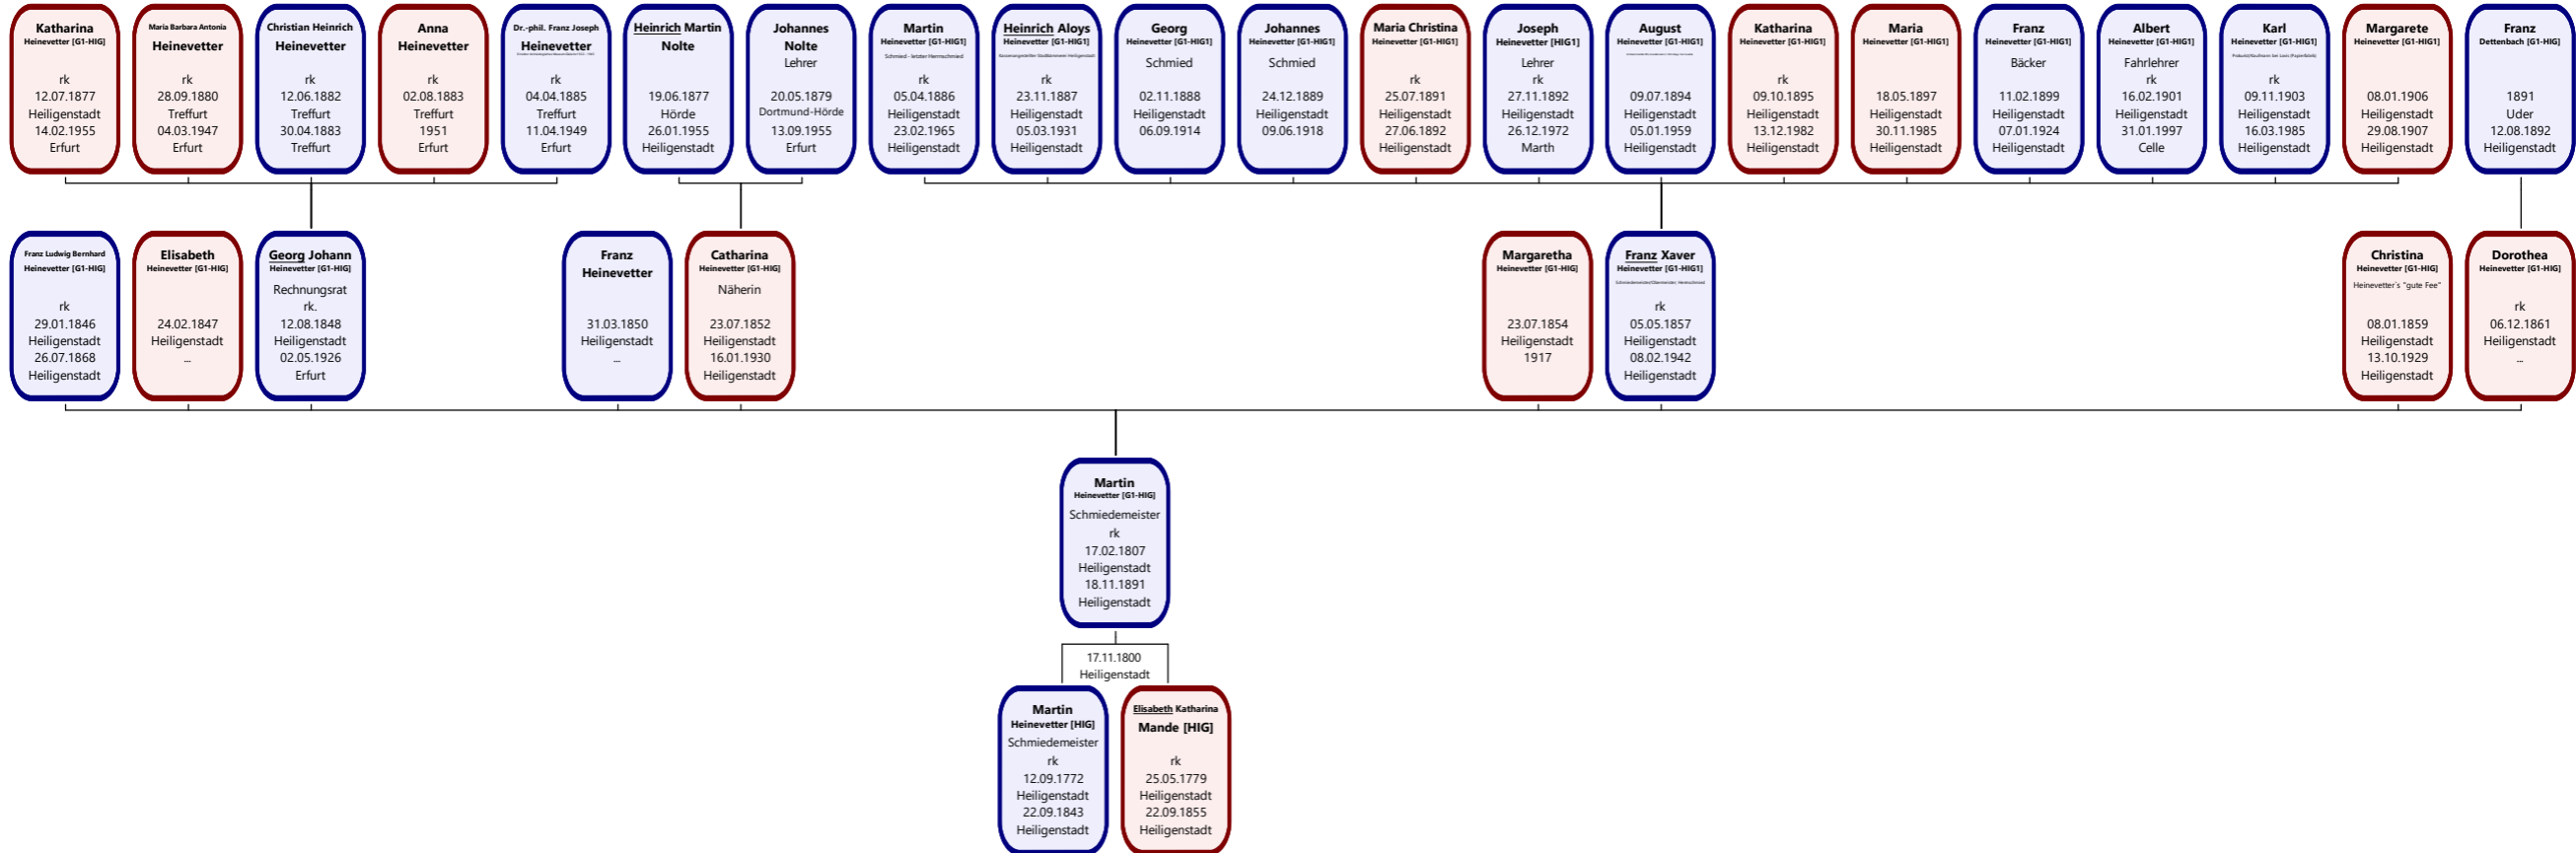 Katharina
Heinevetter [G1-HIG]
rk
12.07.1877
Heiligenstadt
14.02.1955
Erfurt
Maria Barbara Antonia
Heinevetter
rk
28.09.1880
Treffurt
04.03.1947
Erfurt
Christian Heinrich
Heinevetter
rk
12.06.1882
Treffurt
30.04.1883
Treffurt
Anna
Heinevetter
rk
02.08.1883
Treffurt
1951
Erfurt
Dr.-phil. Franz Joseph
Heinevetter
rk
04.04.1885
Treffurt
11.04.1949
Erfurt
Heinrich Martin
Nolte
19.06.1877
Hörde
26.01.1955
Heiligenstadt
Johannes
Nolte
Lehrer
20.05.1879
Dortmund-Hörde
13.09.1955
Erfurt
Martin
Heinevetter [G1-HIG1]
Schmied - letzter Herrnschmied
rk
05.04.1886
Heiligenstadt
23.02.1965
Heiligenstadt
Heinrich Aloys
Heinevetter [G1-HIG1]
rk
23.11.1887
Heiligenstadt
05.03.1931
Heiligenstadt
Georg
Heinevetter [G1-HIG1]
Schmied
02.11.1888
Heiligenstadt
06.09.1914
Johannes
Heinevetter [G1-HIG1]
Schmied
24.12.1889
Heiligenstadt
09.06.1918
Maria Christina
Heinevetter [G1-HIG1]
rk
25.07.1891
Heiligenstadt
27.06.1892
Heiligenstadt
Joseph
Heinevetter [HIG1]
Lehrer
rk
27.11.1892
Heiligenstadt
26.12.1972
Marth
August
Heinevetter [G1-HIG1]
09.07.1894
Heiligenstadt
05.01.1959
Heiligenstadt
Katharina
Heinevetter [G1-HIG1]
rk
09.10.1895
Heiligenstadt
13.12.1982
Heiligenstadt
Maria
Heinevetter [G1-HIG1]
18.05.1897
Heiligenstadt
30.11.1985
Heiligenstadt
Franz
Heinevetter [G1-HIG1]
Bäcker
11.02.1899
Heiligenstadt
07.01.1924
Heiligenstadt
Albert
Heinevetter [G1-HIG1]
Fahrlehrer
rk
16.02.1901
Heiligenstadt
31.01.1997
Celle
Karl
Heinevetter [G1-HIG1]
rk
09.11.1903
Heiligenstadt
16.03.1985
Heiligenstadt
Margarete
Heinevetter [G1-HIG1]
08.01.1906
Heiligenstadt
29.08.1907
Heiligenstadt
Franz
Dettenbach [G1-HIG]
1891
Uder
12.08.1892
Heiligenstadt
Franz Ludwig Bernhard
Heinevetter [G1-HIG]
rk
29.01.1846
Heiligenstadt
26.07.1868
Heiligenstadt
Elisabeth
Heinevetter [G1-HIG]
24.02.1847
Heiligenstadt
...
Georg Johann
Heinevetter [G1-HIG]
Rechnungsrat
rk.
12.08.1848
Heiligenstadt
02.05.1926
Erfurt
Franz
Heinevetter
31.03.1850
Heiligenstadt
...
Catharina
Heinevetter [G1-HIG]
Näherin
23.07.1852
Heiligenstadt
16.01.1930
Heiligenstadt
Margaretha
Heinevetter [G1-HIG]
23.07.1854
Heiligenstadt
1917
Franz Xaver
Heinevetter [G1-HIG1]
Schmiedemeister/Obermeister, Herrnschmied
rk
05.05.1857
Heiligenstadt
08.02.1942
Heiligenstadt
Christina
Heinevetter [G1-HIG]
Heinevetter`s "gute Fee"
08.01.1859
Heiligenstadt
13.10.1929
Heiligenstadt
Dorothea
Heinevetter [G1-HIG]
rk
06.12.1861
Heiligenstadt
...
Martin
Heinevetter [G1-HIG]
Schmiedemeister
rk
17.02.1807
Heiligenstadt
18.11.1891
Heiligenstadt
17.11.1800
Heiligenstadt
Martin
Heinevetter [HIG]
Schmiedemeister
rk
12.09.1772
Heiligenstadt
22.09.1843
Heiligenstadt
Elisabeth Katharina
Mande [HIG]
rk
25.05.1779
Heiligenstadt
22.09.1855
Heiligenstadt